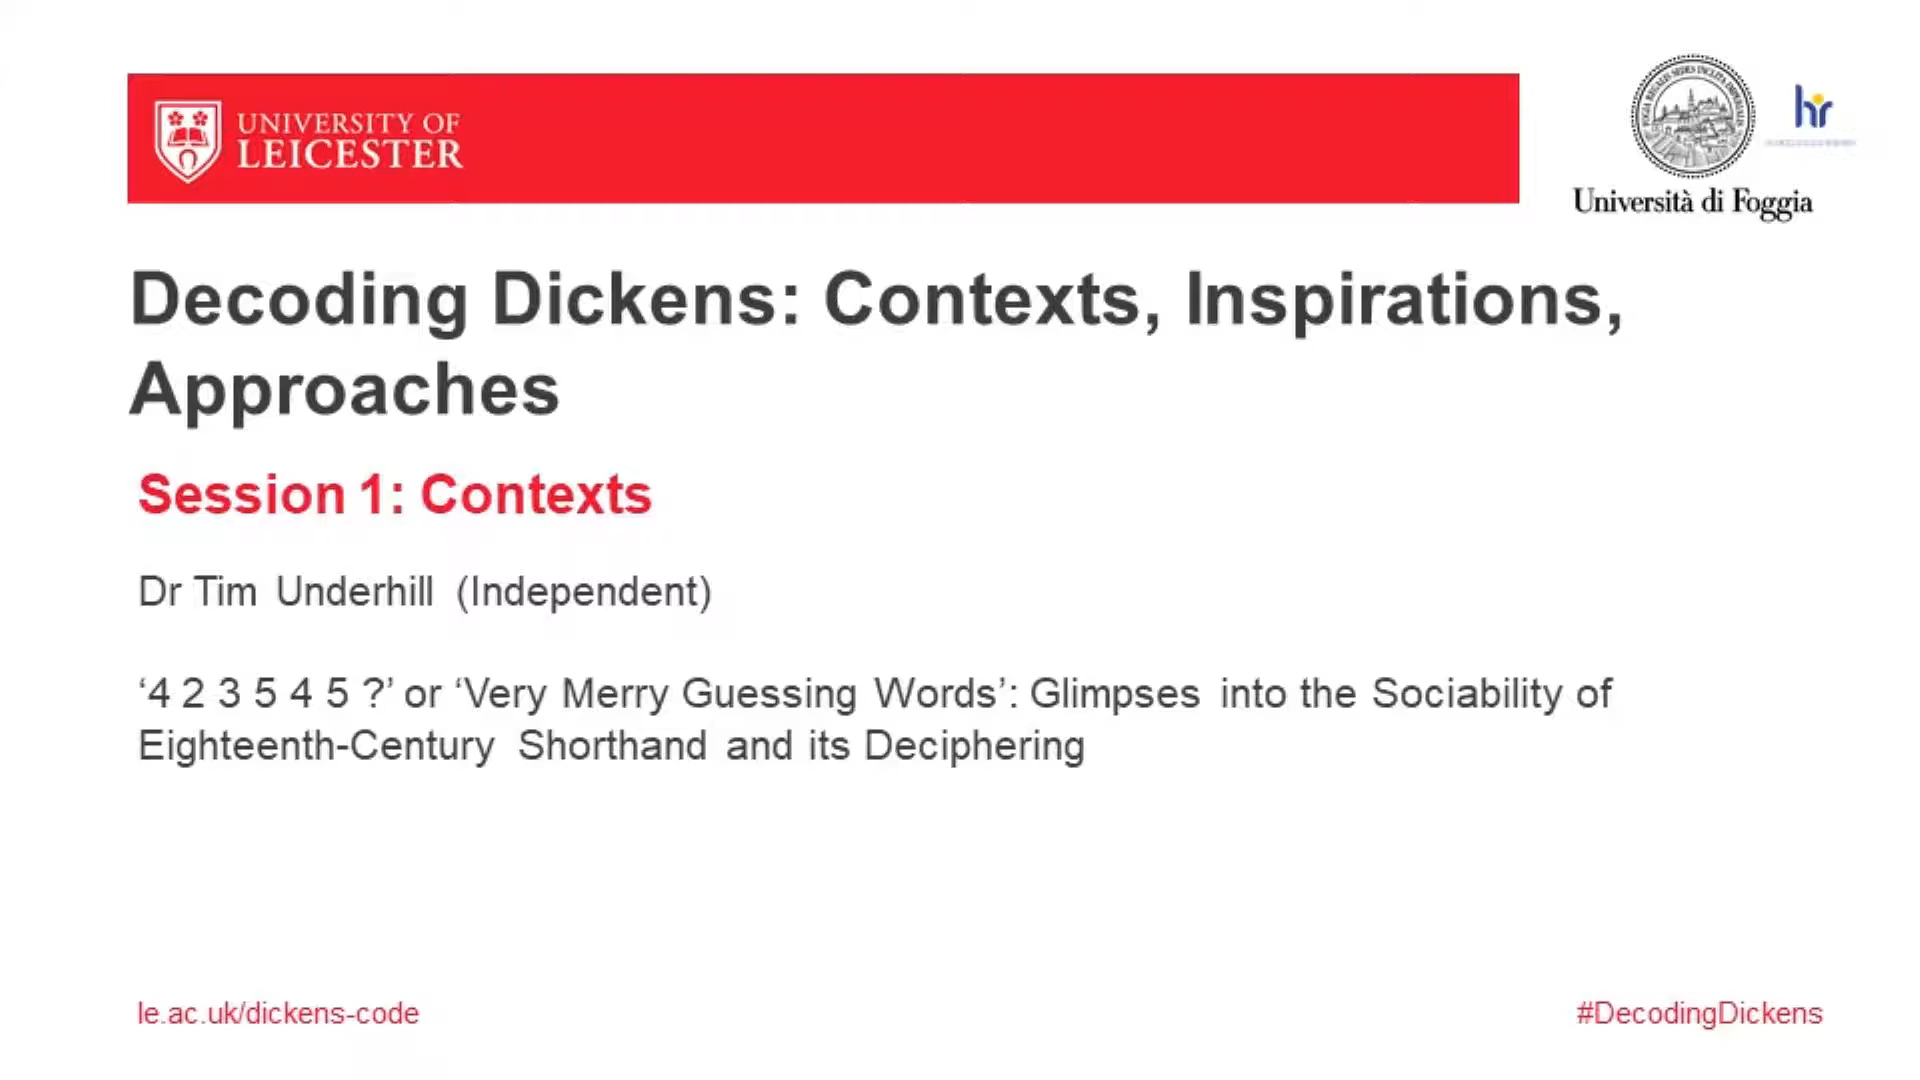 UNIVERSITY OF
LEICESTER
hr
Università di Foggia
Decoding Dickens: Contexts, Inspirations,
Approaches
Session 1: Contexts
Dr Tim Underhill (Independent)
‘4 2 3 5 4 5 ?’ or ‘Very Merry Guessing Words’: Glimpses into the Sociability of
Eighteenth-Century Shorthand and its Deciphering
le.ac.uk/dickens-code
#DecodingDickens